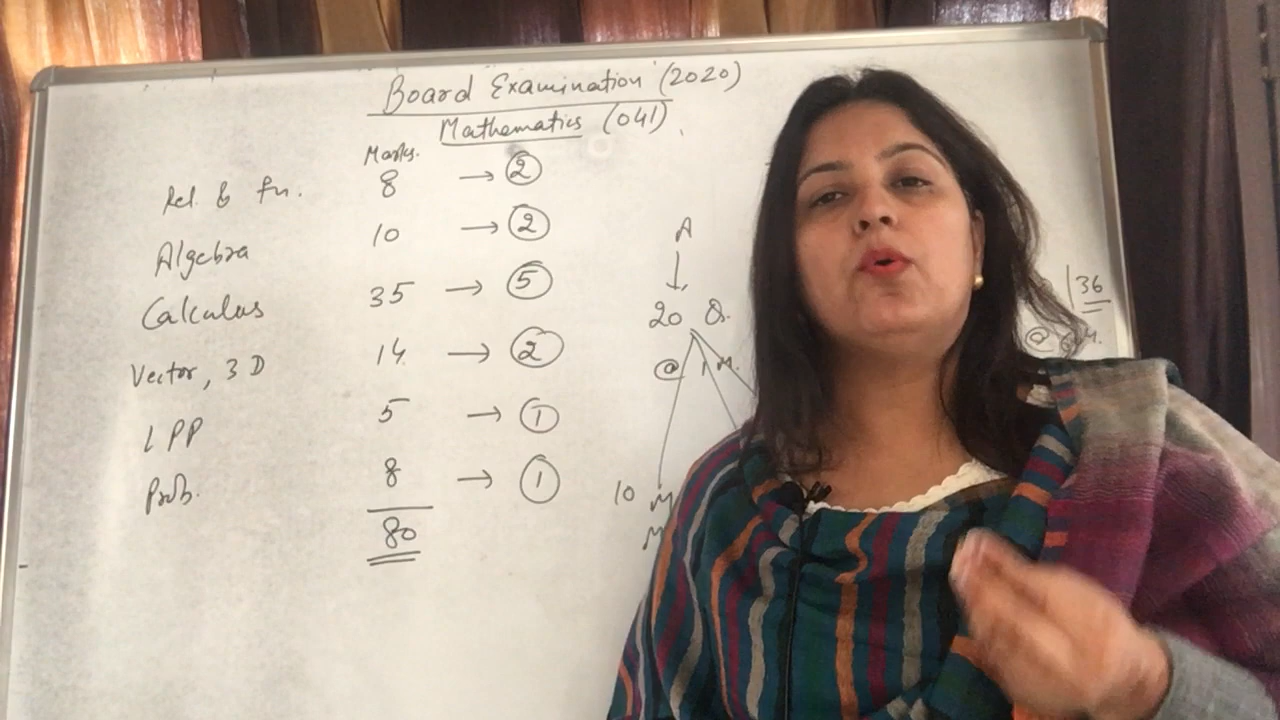 Board Examination (2020)
Mathematics (041)
Marks.
Rel. & fn. 8 → 2
Algebra 10 → 2
Calculus 35 → 5
Vector, 3 D 14 → 2
LPP 5 → 1
Prob. 8 → 1
80
A
↓
20 Q.
@ 1 M.
10 M
M
36
@